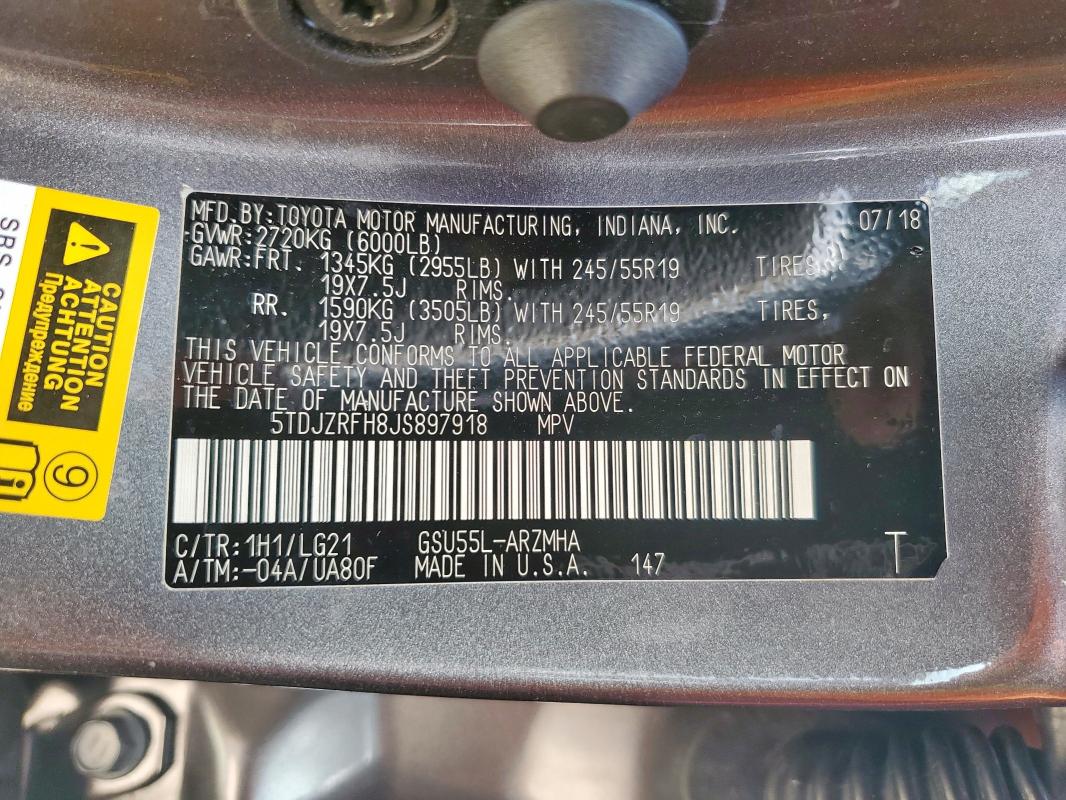 MFD. BY: TOYOTA MOTOR MANUFACTURING, INDIANA, INC. 07/18
GVWR: 2720KG (6000LB)
GAWR: FRT. 1345KG (2955LB) WITH 245/55R19 TIRES,
19X7.5J RIMS.
RR. 1590KG (3505LB) WITH 245/55R19 TIRES,
19X7.5J RIMS.
THIS VEHICLE CONFORMS TO ALL APPLICABLE FEDERAL MOTOR
VEHICLE SAFETY AND THEFT PREVENTION STANDARDS IN EFFECT ON
THE DATE OF MANUFACTURE SHOWN ABOVE.
5TDJZRFH8JS897918 MPV
C/TR: 1H1/LG21 GSU55L-ARZMHA
A/TM: -04A/UA80F MADE IN U.S.A. 147
T
CAUTION
ATTENTION
ACHTUNG
Предупреждение
9
i
SRS